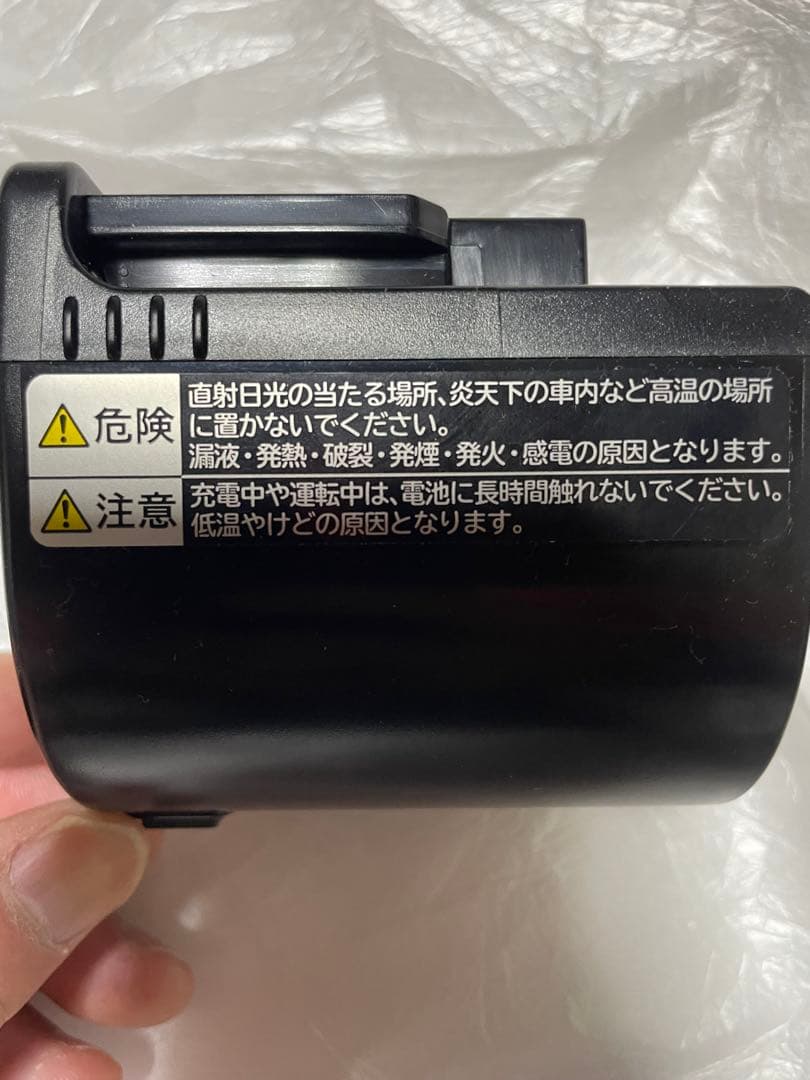 危険
直射日光の当たる場所、炎天下の車内など高温の場所
に置かないでください。
漏液・発熱・破裂・発煙・発火・感電の原因となります。
注意
充電中や運転中は、電池に長時間触れないでください。
低温やけどの原因となります。